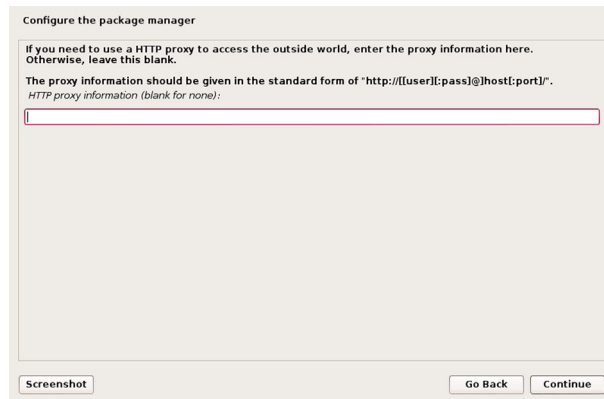 Configure the package manager
If you need to use a HTTP proxy to access the outside world, enter the proxy information here.
Otherwise, leave this blank.
The proxy information should be given in the standard form of "http://[[user][:pass]@]host[:port]/".
HTTP proxy information (blank for none):
Screenshot Go Back Continue